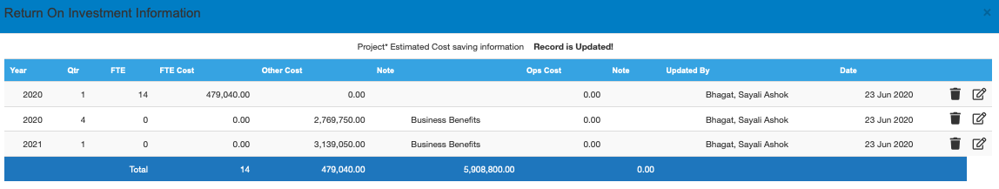 Return On Investment Information ×
Project* Estimated Cost saving information Record is Updated!
Year Qtr FTE FTE Cost Other Cost Note Ops Cost Note Updated By Date
2020 1 14 479,040.00 0.00 0.00 Bhagat, Sayali Ashok 23 Jun 2020
2020 4 0 0.00 2,769,750.00 Business Benefits 0.00 Bhagat, Sayali Ashok 23 Jun 2020
2021 1 0 0.00 3,139,050.00 Business Benefits 0.00 Bhagat, Sayali Ashok 23 Jun 2020
Total 14 479,040.00 5,908,800.00 0.00